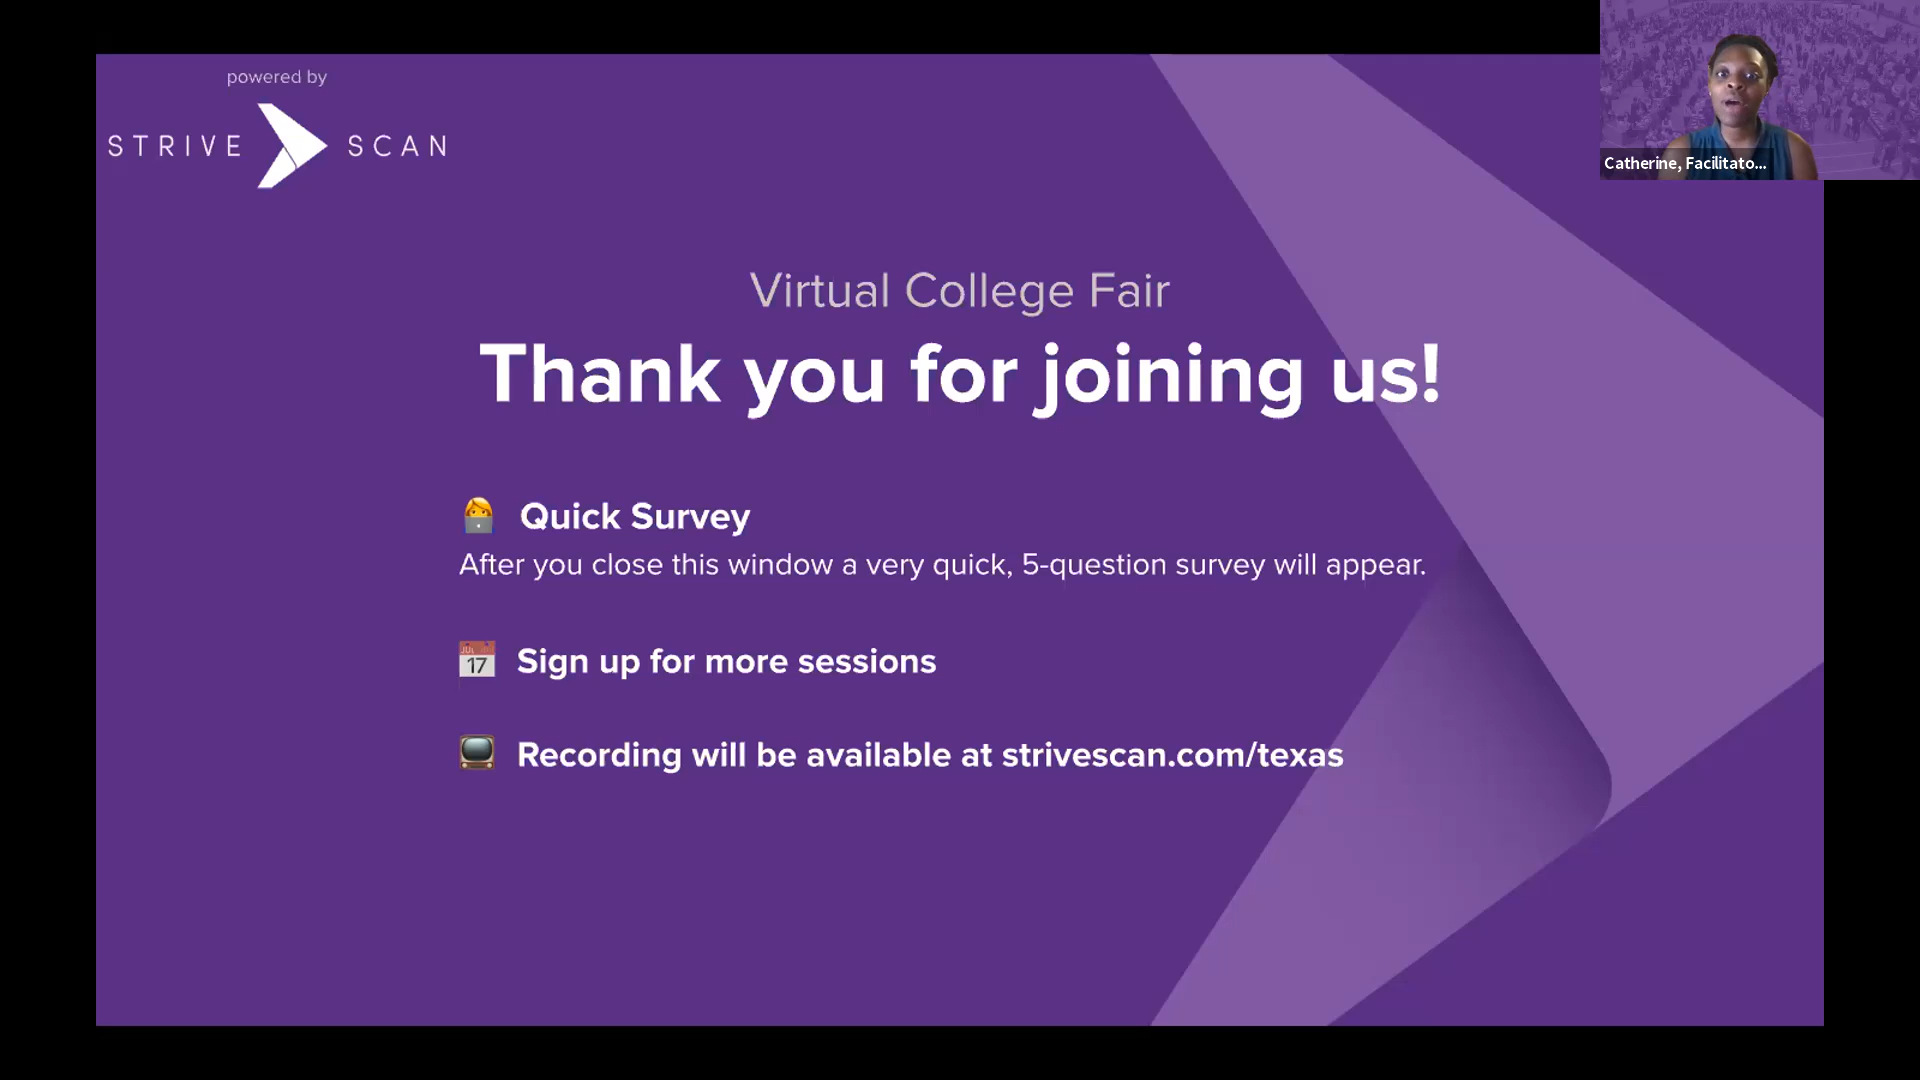 powered by
STRIVE SCAN
Catherine, Facilitato...
Virtual College Fair
Thank you for joining us!
Quick Survey
After you close this window a very quick, 5-question survey will appear.
JUL
17
Sign up for more sessions
Recording will be available at strivescan.com/texas